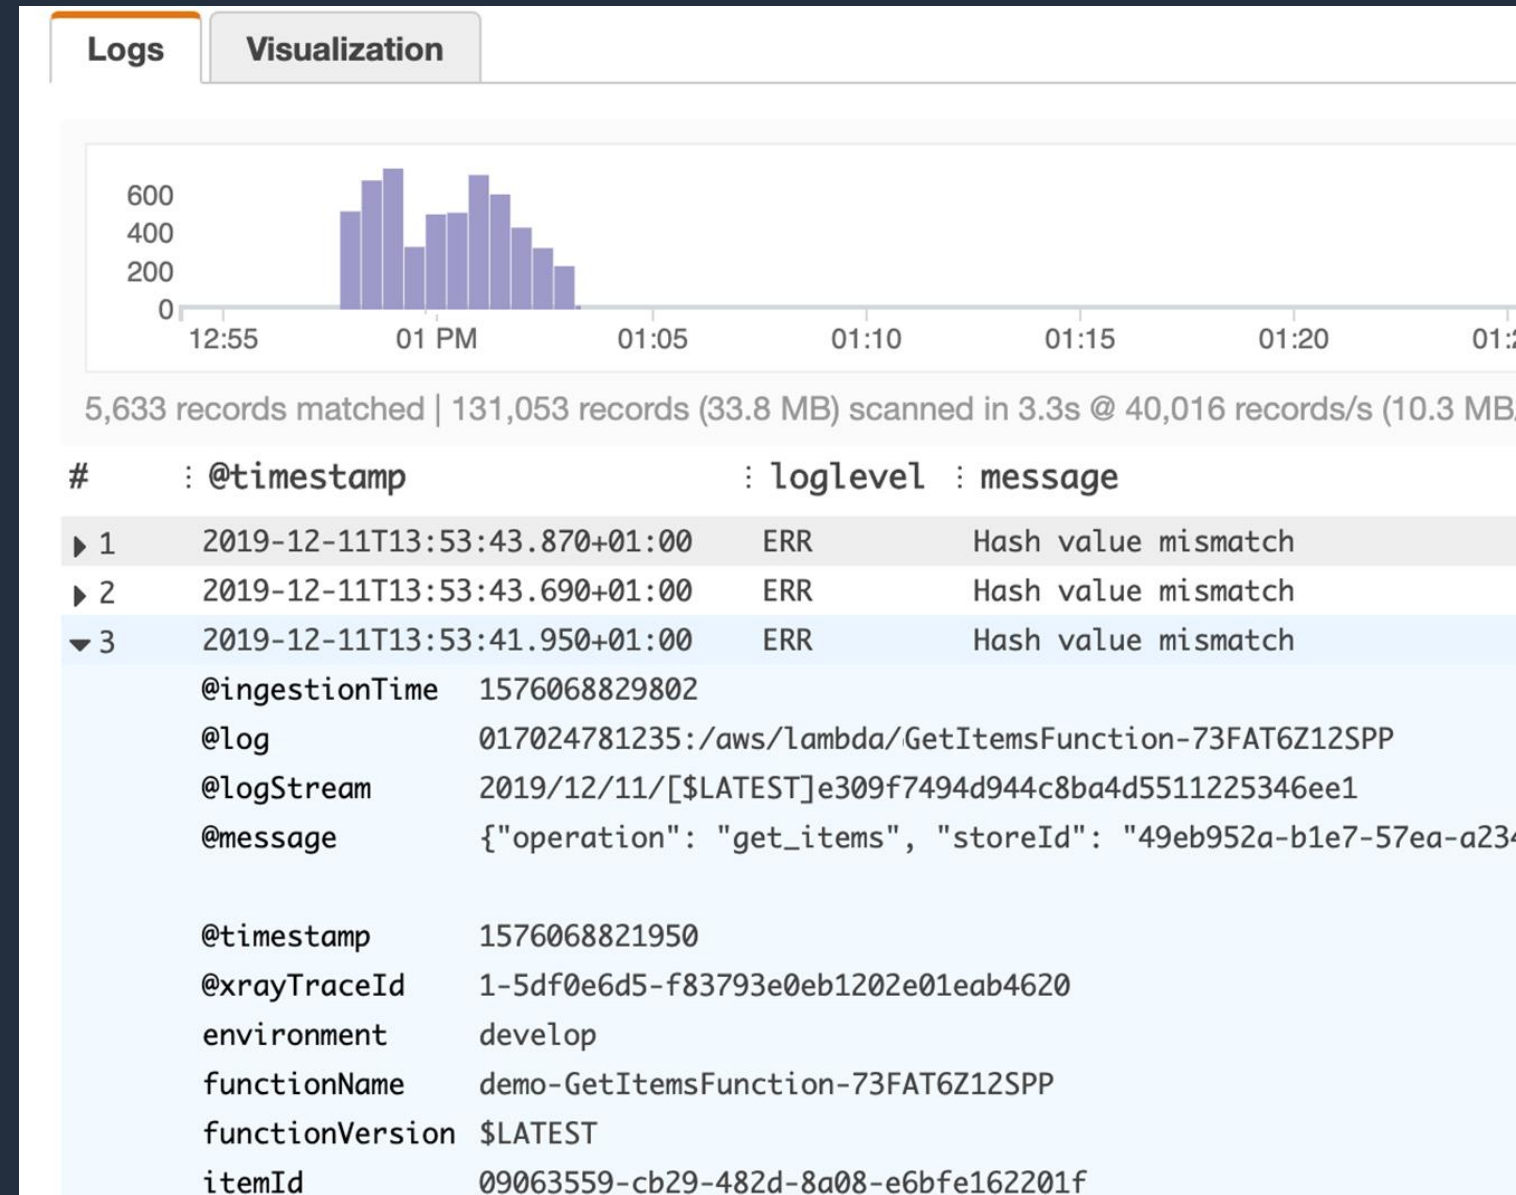 Logs Visualization
600
400
200
0
12:55 01 PM 01:05 01:10 01:15 01:20 01:
5,633 records matched | 131,053 records (33.8 MB) scanned in 3.3s @ 40,016 records/s (10.3 MB
# @timestamp loglevel message
1 2019-12-11T13:53:43.870+01:00 ERR Hash value mismatch
2 2019-12-11T13:53:43.690+01:00 ERR Hash value mismatch
3 2019-12-11T13:53:41.950+01:00 ERR Hash value mismatch
@ingestionTime 1576068829802
@log 017024781235:/aws/lambda/GetItemsFunction-73FAT6Z12SPP
@logStream 2019/12/11/[$LATEST]e309f7494d944c8ba4d5511225346ee1
@message {"operation": "get_items", "storeId": "49eb952a-b1e7-57ea-a234
@timestamp 1576068821950
@xrayTraceId 1-5df0e6d5-f83793e0eb1202e01eab4620
environment develop
functionName demo-GetItemsFunction-73FAT6Z12SPP
functionVersion $LATEST
itemId 09063559-cb29-482d-8a08-e6bfe162201f